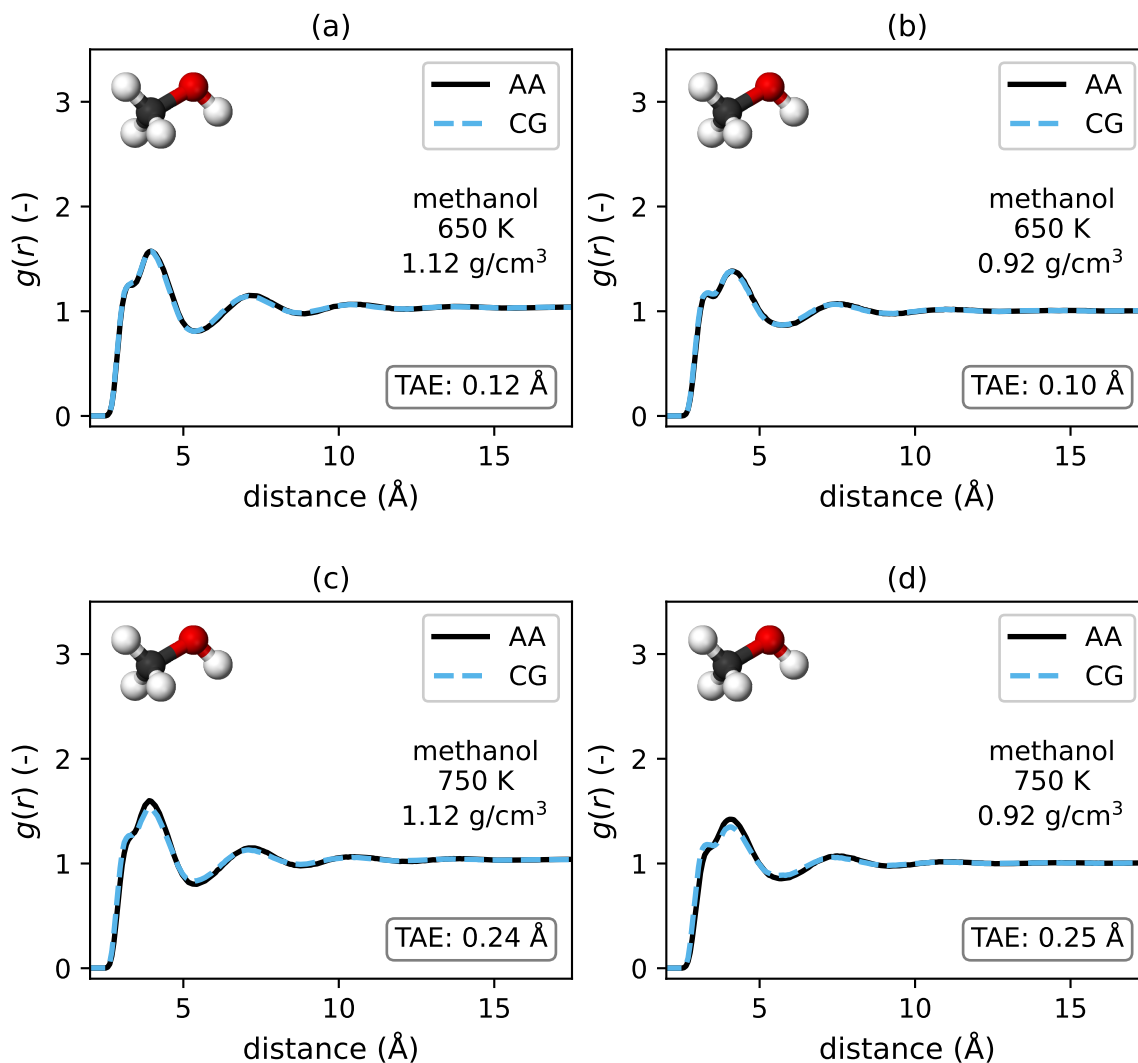 (a)
AA
CG
methanol
650 K
1.12 g/cm³
TAE: 0.12 Å
g(r) (-)
3
2
1
0
5 10 15
distance (Å)
(b)
AA
CG
methanol
650 K
0.92 g/cm³
TAE: 0.10 Å
g(r) (-)
3
2
1
0
5 10 15
distance (Å)
(c)
AA
CG
methanol
750 K
1.12 g/cm³
TAE: 0.24 Å
g(r) (-)
3
2
1
0
5 10 15
distance (Å)
(d)
AA
CG
methanol
750 K
0.92 g/cm³
TAE: 0.25 Å
g(r) (-)
3
2
1
0
5 10 15
distance (Å)